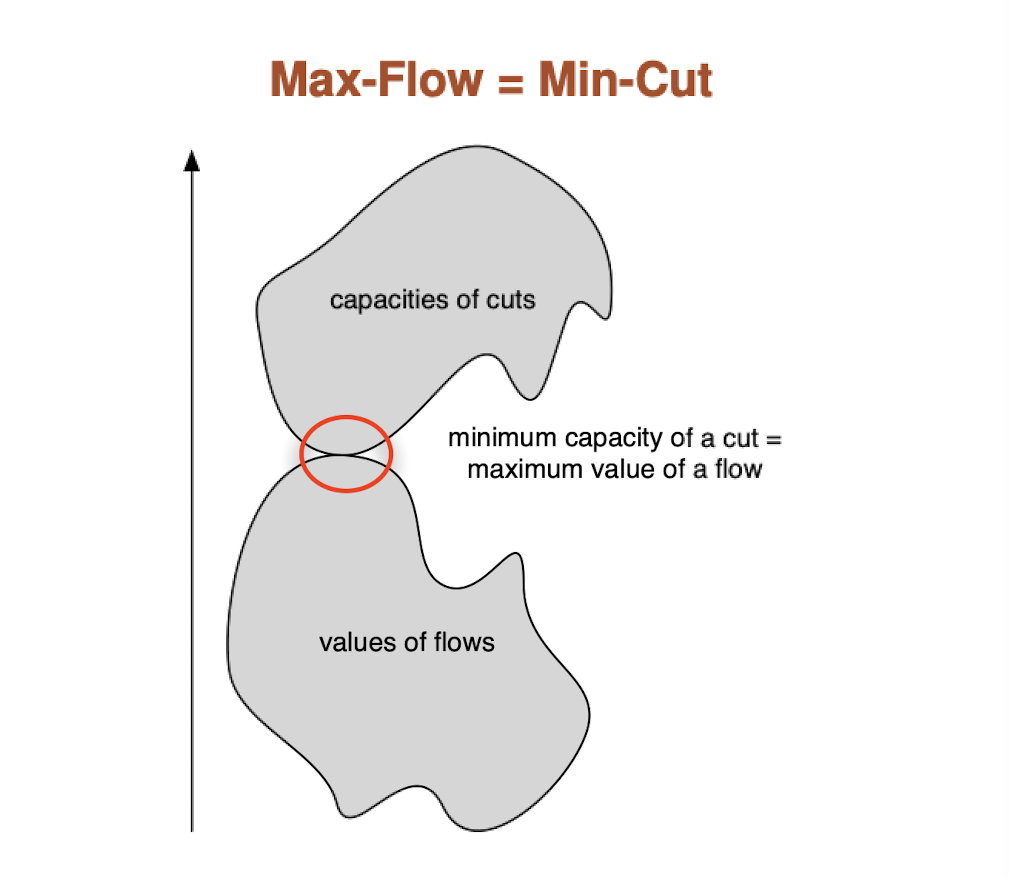 Max-Flow = Min-Cut
capacities of cuts
minimum capacity of a cut =
maximum value of a flow
values of flows